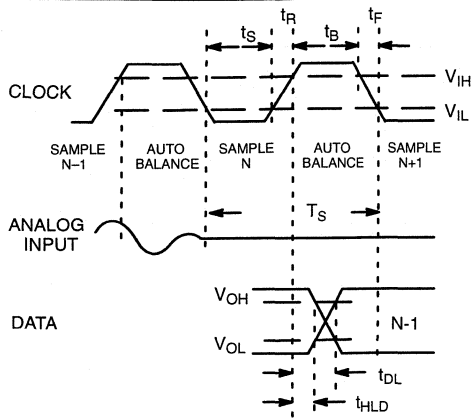 tR tF
tS tB
CLOCK
VIH
VIL
SAMPLE N–1
AUTO BALANCE
SAMPLE N
AUTO BALANCE
SAMPLE N+1
ANALOG INPUT
TS
DATA
VOH
VOL
N-1
tDL
tHLD